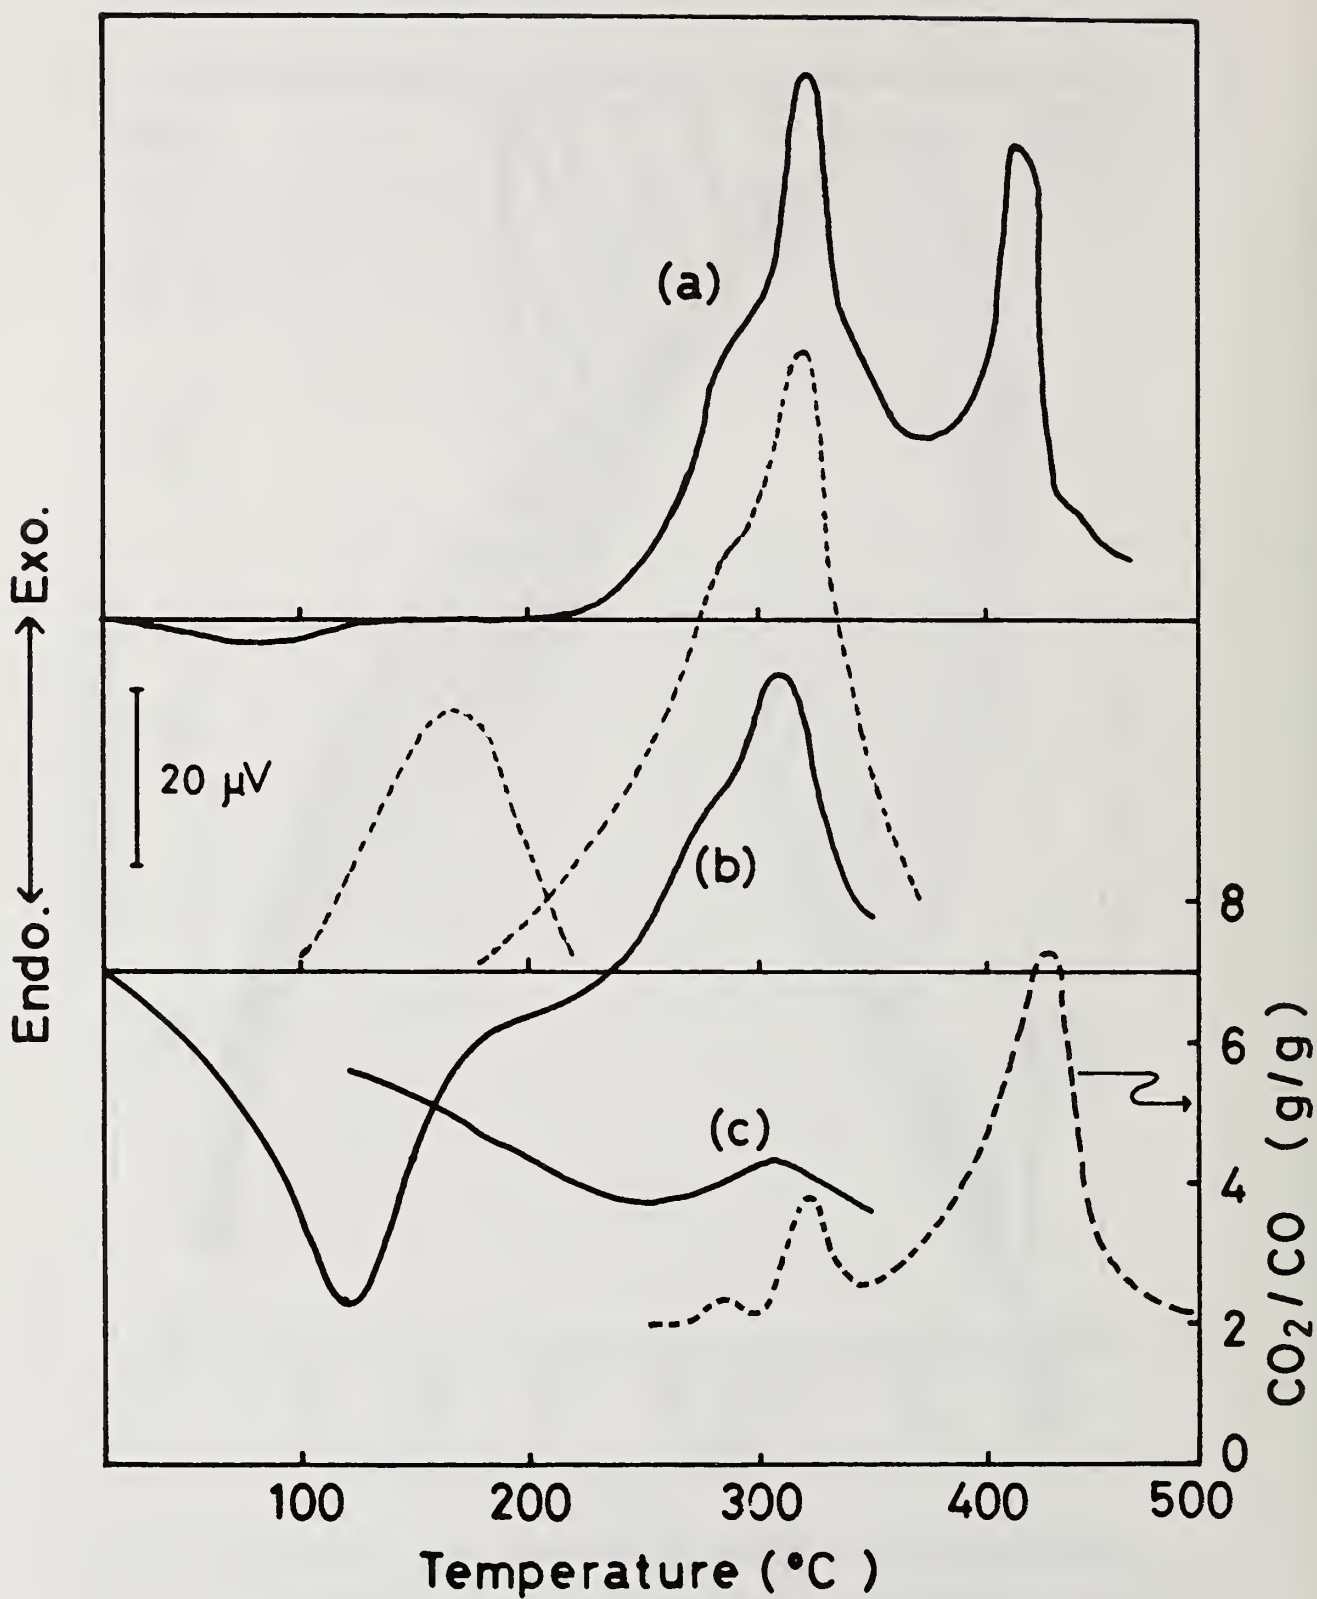 (a)
Endo.←→Exo.
20 μV
(b)
8
6
(c)
4
2
0
CO₂/CO (g/g)
100 200 300 400 500
Temperature (°C)